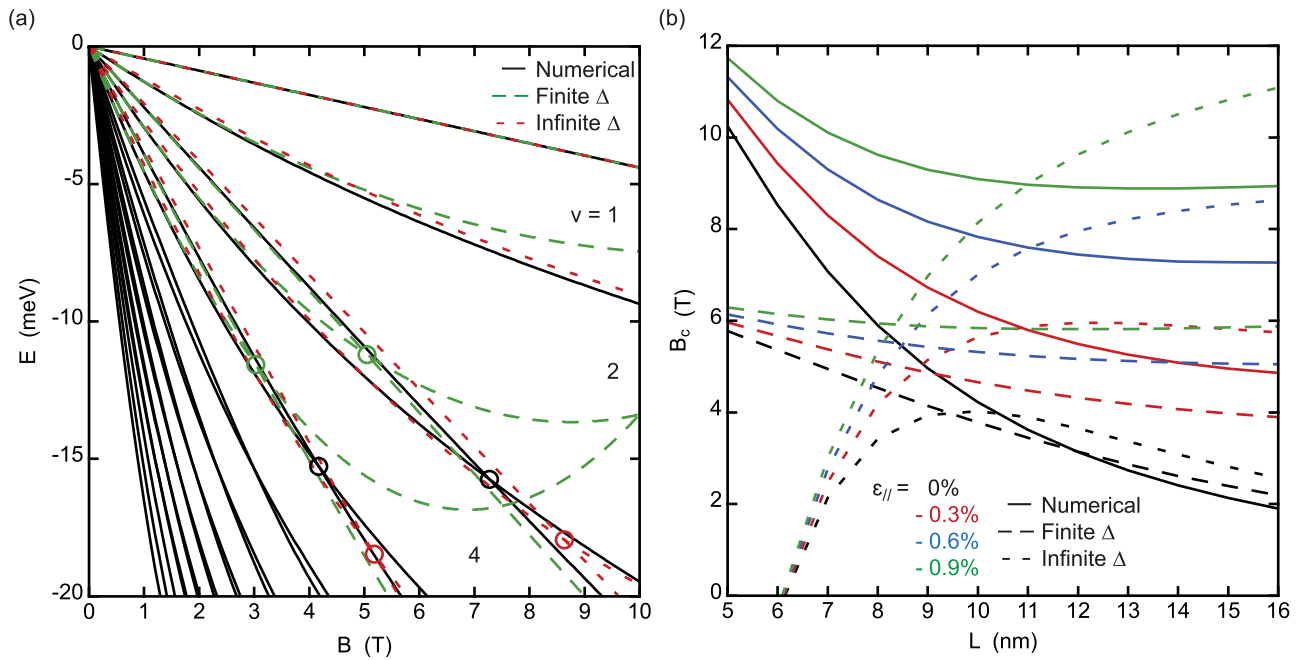 (a)
(b)
0
-5
-10
-15
-20
E (meV)
0 1 2 3 4 5 6 7 8 9 10
B (T)
Numerical
Finite Δ
Infinite Δ
v = 1
2
4
12
10
8
6
4
2
0
B_c (T)
5 6 7 8 9 10 11 12 13 14 15 16
L (nm)
ε// = 0%
- 0.3%
- 0.6%
- 0.9%
Numerical
Finite Δ
Infinite Δ